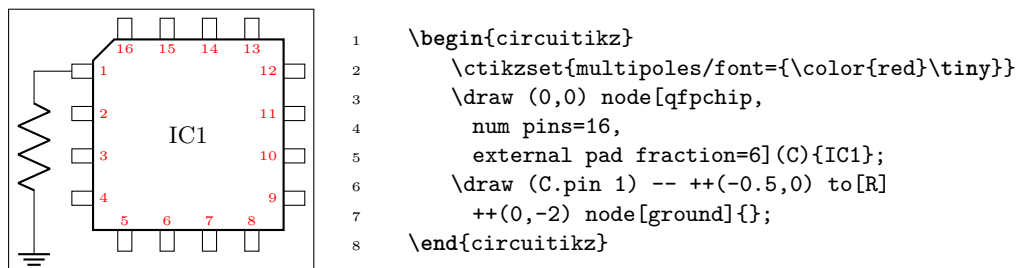 16 15 14 13
1 12
2 11
IC1
3 10
4 9
5 6 7 8
1 \begin{circuitikz}
2 \ctikzset{multipoles/font={\color{red}\tiny}}
3 \draw (0,0) node[qfpchip,
4 num pins=16,
5 external pad fraction=6](C){IC1};
6 \draw (C.pin 1) -- ++(-0.5,0) to[R]
7 ++(0,-2) node[ground]{};
8 \end{circuitikz}